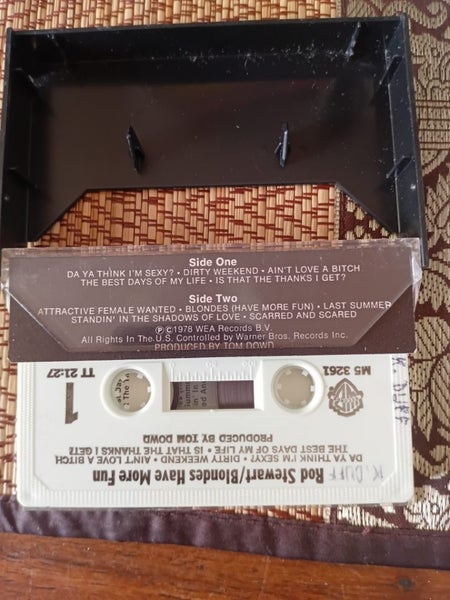 Side One
DA YA THINK I'M SEXY? • DIRTY WEEKEND • AIN'T LOVE A BITCH
THE BEST DAYS OF MY LIFE • IS THAT THE THANKS I GET?
Side Two
ATTRACTIVE FEMALE WANTED • BLONDES (HAVE MORE FUN) • LAST SUMMER
STANDIN' IN THE SHADOWS OF LOVE • SCARRED AND SCARED
Ⓟ©1978 WEA Records B.V.
All Rights In The U.S. Controlled by Warner Bros. Records Inc.
PRODUCED BY TOM DOWD
K. DUFF
K. DUFF
Rod Stewart/Blondes Have More Fun
DA YA THINK I'M SEXY? • DIRTY WEEKEND • AIN'T LOVE A BITCH
THE BEST DAYS OF MY LIFE • IS THAT THE THANKS I GET?
PRODUCED BY TOM DOWD
M5 3261
1
TT 21:27